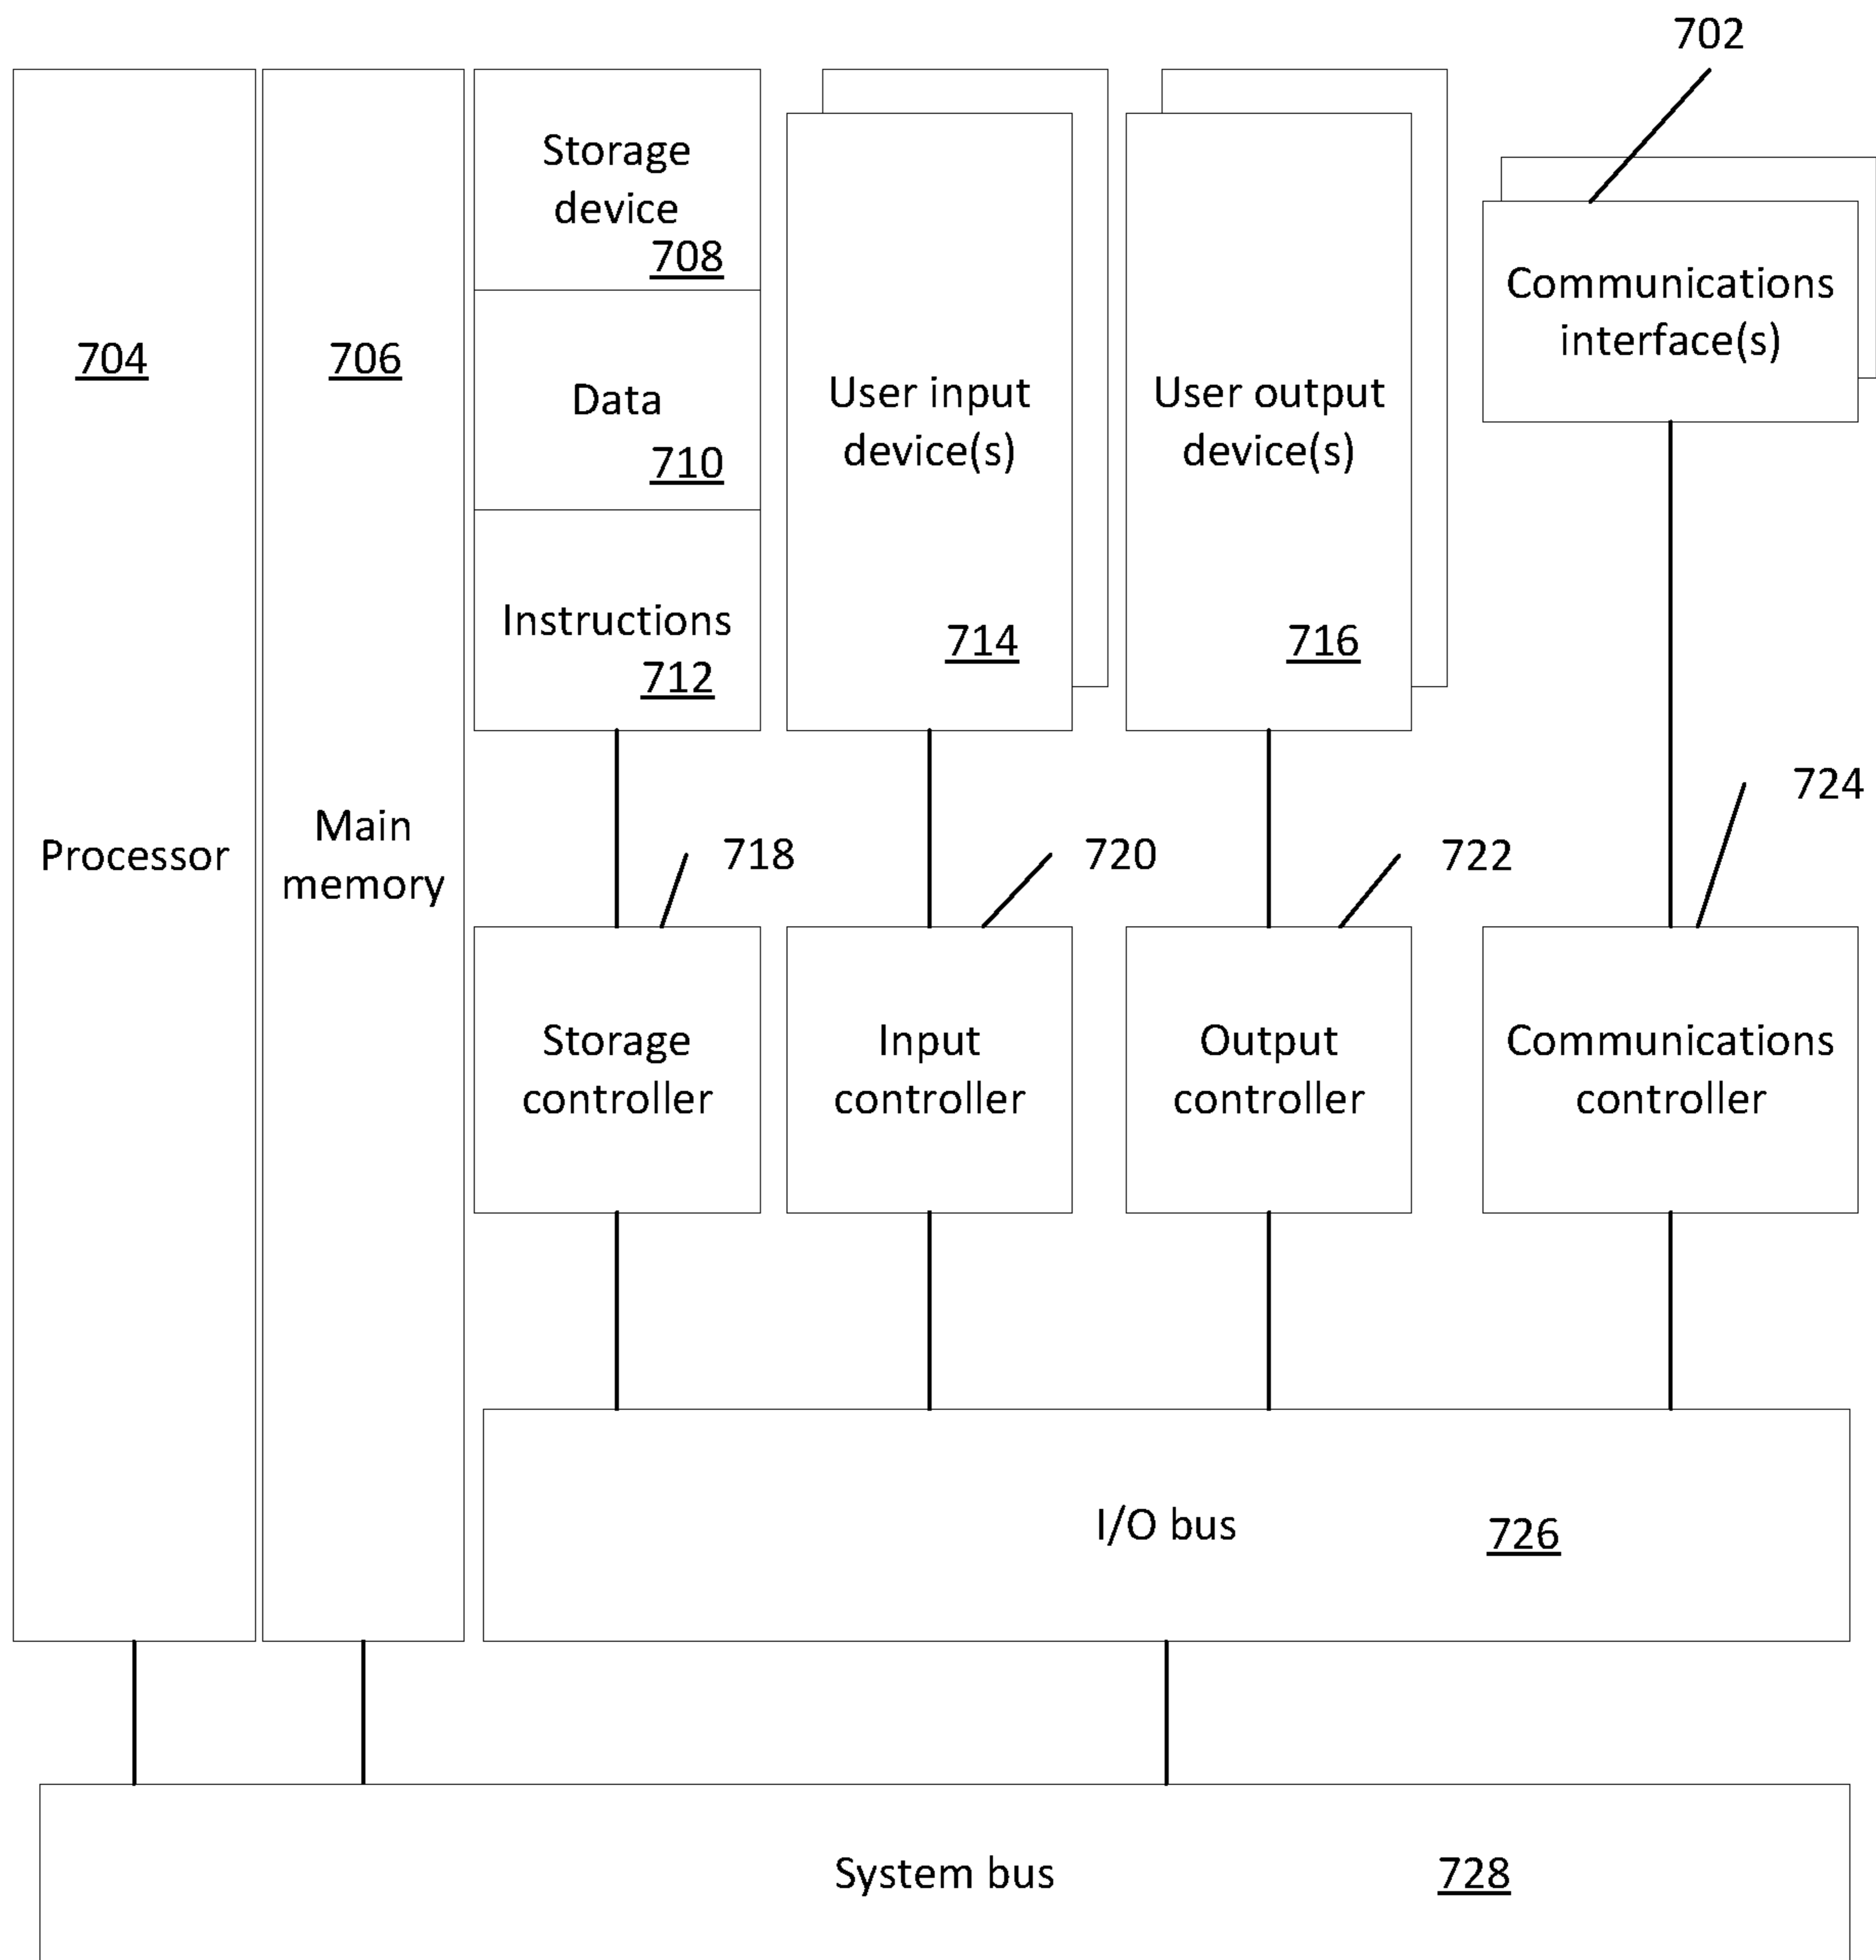 702
Storage
device
708
Communications
interface(s)
704
706
Data
710
User input
device(s)
User output
device(s)
Instructions
712
714
716
724
Processor
Main
memory
718
720
722
Storage
controller
Input
controller
Output
controller
Communications
controller
I/O bus
726
System bus
728